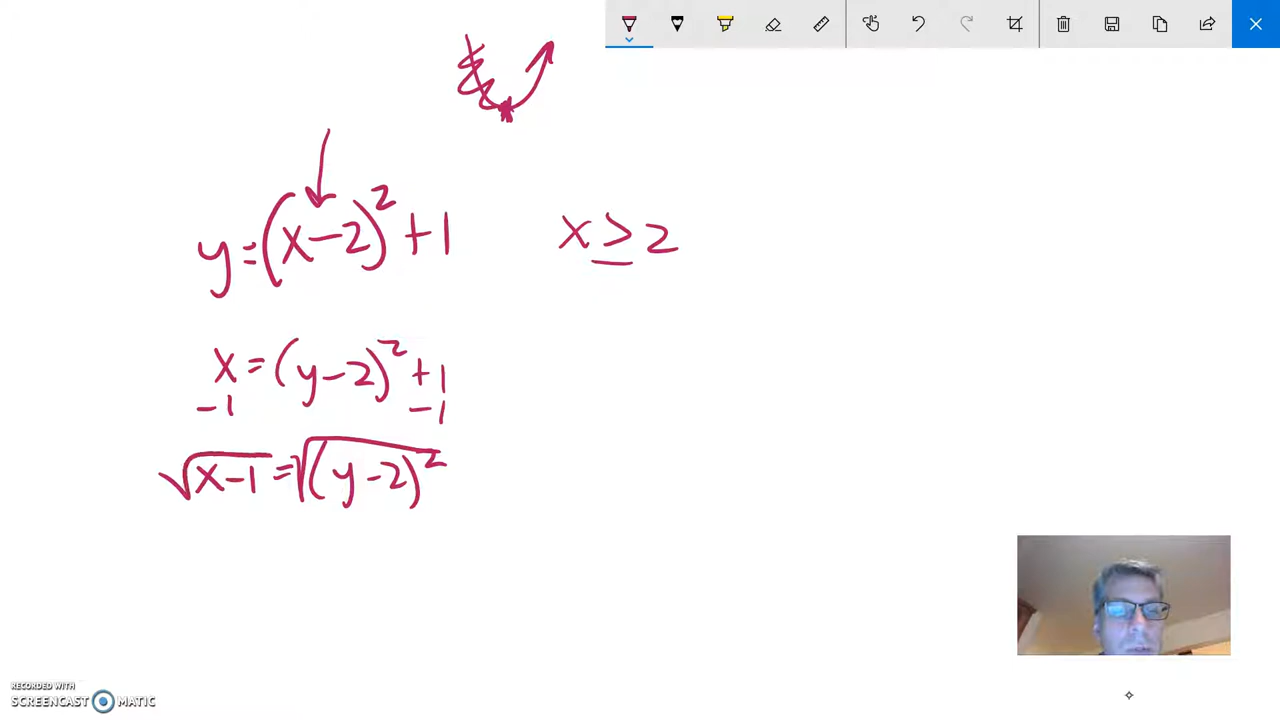 y=(x-2)²+1 x≥2
x=(y-2)²+1
-1 -1
√x-1=√(y-2)²
RECORDED WITH
SCREENCAST MATIC